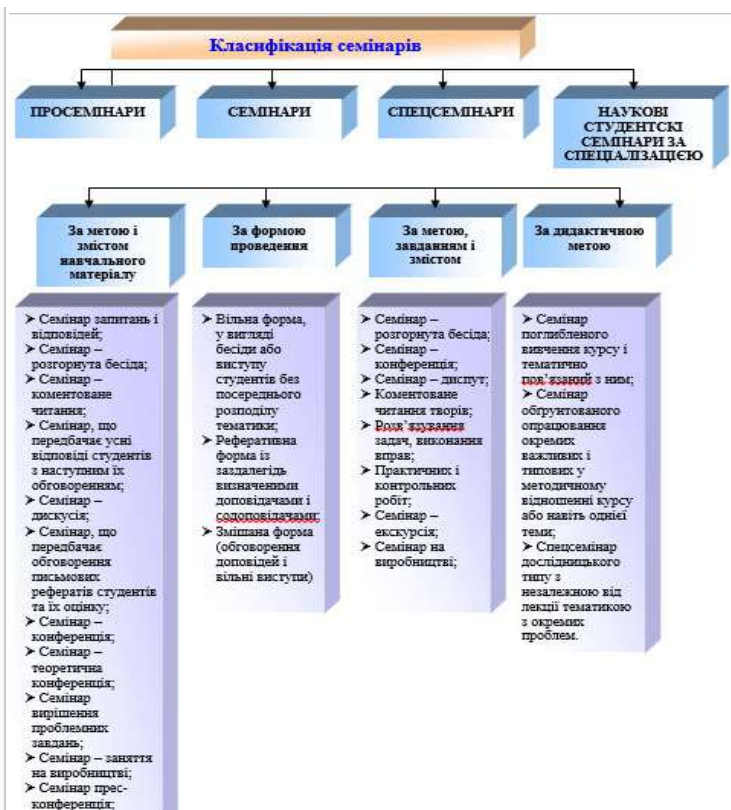 Класифікація семінарів
ПРОСЕМІНАРИ
СЕМІНАРИ
СПЕЦСЕМІНАРИ
НАУКОВІ
СТУДЕНТСКІ
СЕМІНАРИ ЗА
СПЕЦІАЛІЗАЦІЄЮ
За метою і
змістом
навчального
матеріалу
За формою
проведення
За метою,
завданням і
змістом
За дидактичною
метою
➤ Семінар запитань і
відповідей;
➤ Семінар –
розгорнута бесіда;
➤ Семінар –
коментоване
читання;
➤ Семінар, що
передбачає усні
відповіді студентів
з наступним їх
обговоренням;
➤ Семінар –
дискусія;
➤ Семінар, що
передбачає
обговорення
письмових
рефератів студентів
та їх оцінку;
➤ Семінар –
конференція;
➤ Семінар –
теоретична
конференція;
➤ Семінар
вирішення
проблемних
завдань;
➤ Семінар – заняття
на виробництві;
➤ Семінар прес-
конференція;
➤ Вільна форма,
у вигляді
бесіди або
виступу
студентів без
посереднього
розподілу
тематики;
➤ Реферативна
форма із
заздалегідь
визначеними
доповідачами і
содоповідачами;
➤ Змішана форма
(обговорення
доповідей і
вільні виступи)
➤ Семінар –
розгорнута бесіда;
➤ Семінар –
конференція;
➤ Семінар – диспут;
➤ Коментоване
читання творів;
➤ Розв’язування
задач, виконання
вправ;
➤ Практичних і
контрольних
робіт;
➤ Семінар –
екскурсія;
➤ Семінар на
виробництві;
➤ Семінар
поглибленого
вивчення курсу і
тематично
пов’язаний з ним;
➤ Семінар
обґрунтованого
опрацювання
окремих
важливих і
типових у
методичному
відношенні курсу
або навіть однієї
теми;
➤ Спецсемінар
дослідницького
типу з
незалежною від
лекції тематикою
з окремих
проблем.